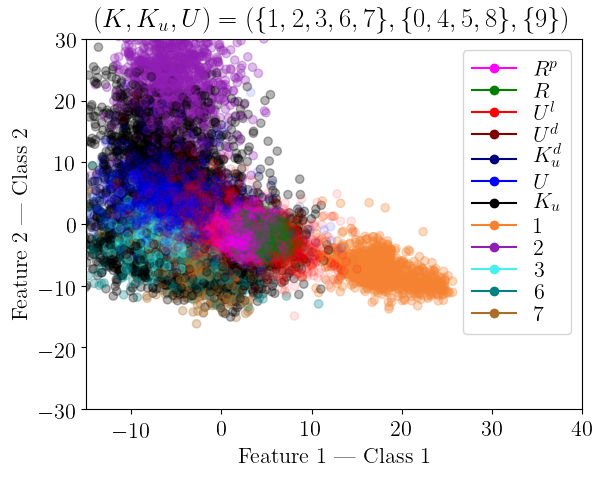 (K, K_u, U) = ({1, 2, 3, 6, 7}, {0, 4, 5, 8}, {9})
30
20
10
0
−10
−20
−30
Feature 2 — Class 2
R^p
R
U^l
U^d
K_u^d
U
K_u
1
2
3
6
7
−10
0
10
20
30
40
Feature 1 — Class 1